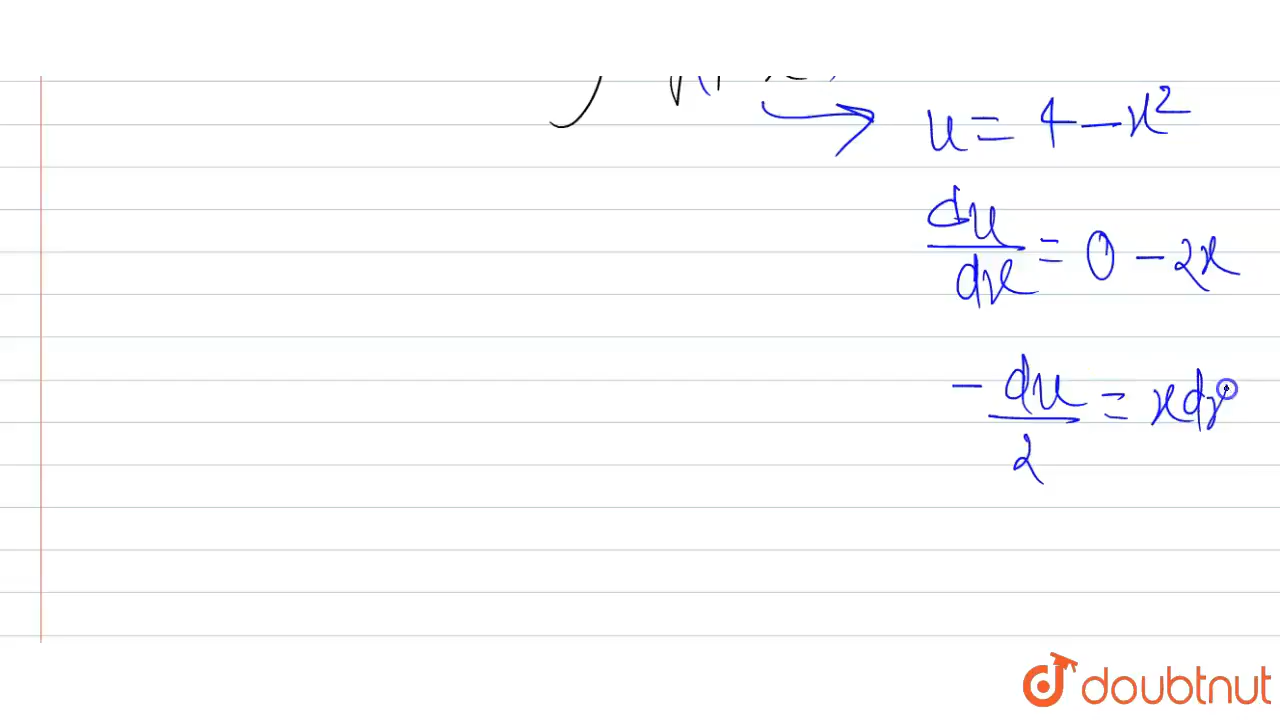 u = 4 - x²
du/dx = 0 - 2x
- du/2 = x dx
doubtnut